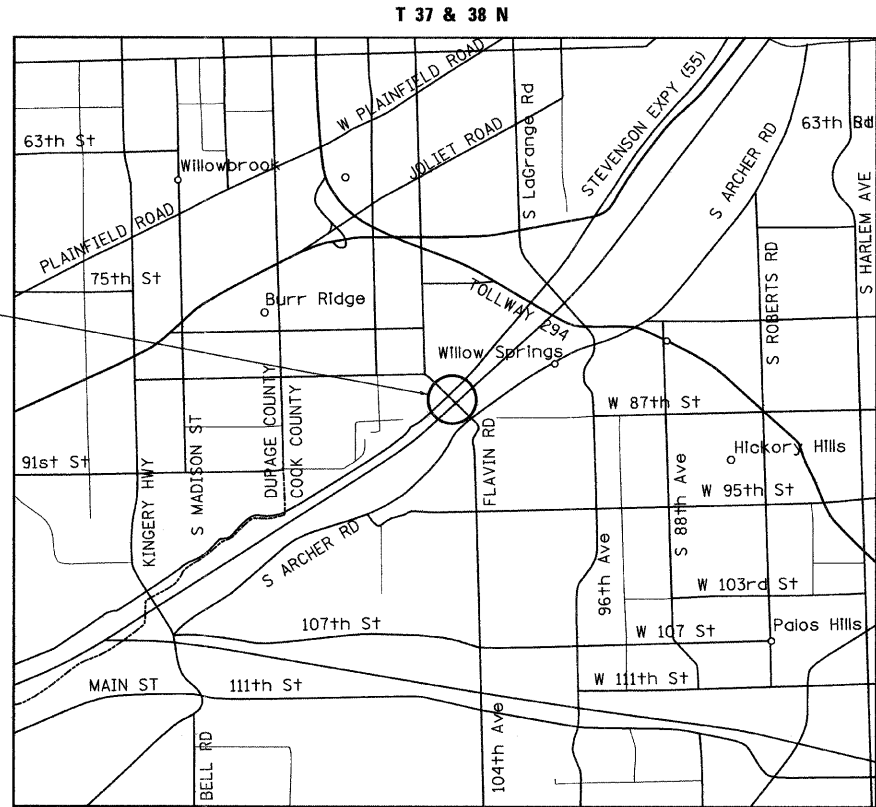 T 37 & 38 N
W PLAINFIELD ROAD
STEVENSON EXPY (55)
S LaGrange Rd
63th St
JOLIET ROAD
S ARCHER RD
63th
Willowbrook
S HARLEM AVE
PLAINFIELD ROAD
75th St
S ROBERTS RD
TOLLWAY 294
Burr Ridge
Willow Springs
W 87th St
DUPAGE COUNTY
COOK COUNTY
S MADISON ST
KINGERY HWY
91st St
FLAVIN RD
S 88th Ave
Hickory Hills
W 95th St
S ARCHER RD
96th Ave
W 103rd St
107th St
W 107 St
Palos Hills
MAIN ST
111th St
W 111th St
BELL RD
104th Ave